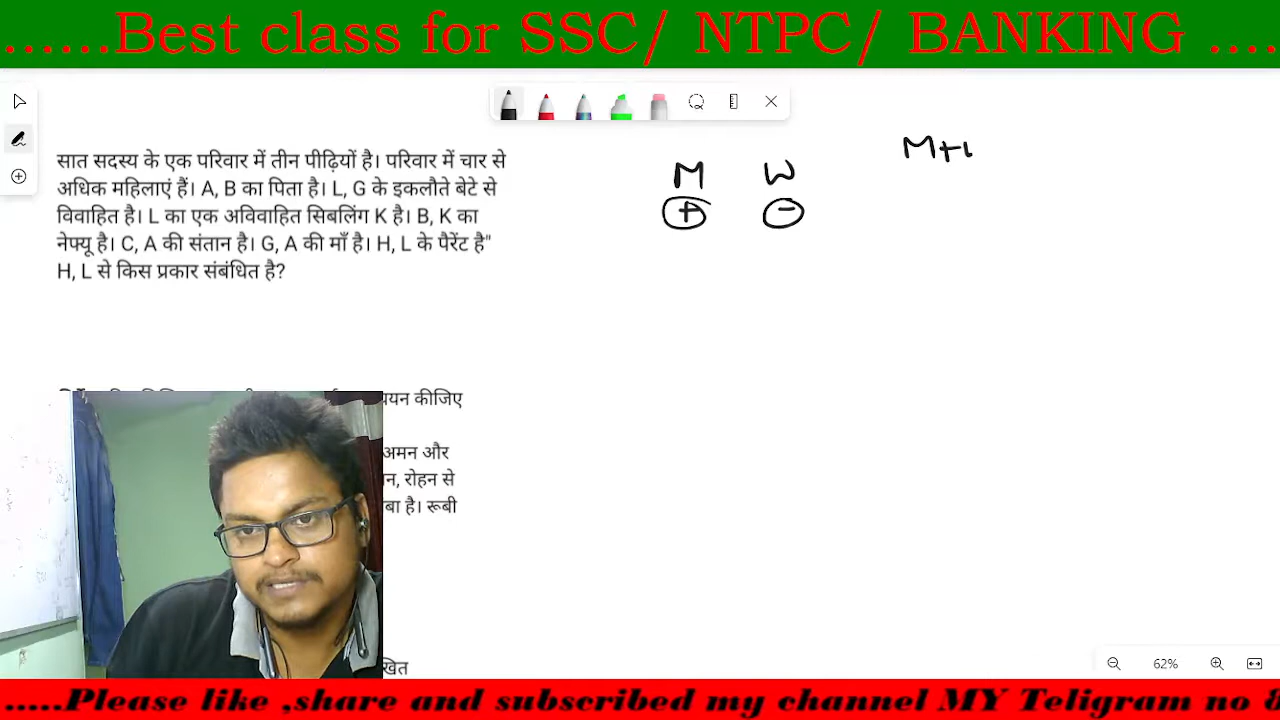 ......Best class for SSC/ NTPC/ BANKING ....
सात सदस्य के एक परिवार में तीन पीढ़ियों है। परिवार में चार से
अधिक महिलाएं हैं। A, B का पिता है। L, G के इकलौते बेटे से
विवाहित है। L का एक अविवाहित सिबलिंग K है। B, K का
नेफ्यू है। C, A की संतान है। G, A की माँ है। H, L के पैरेंट है"
H, L से किस प्रकार संबंधित है?
M W
+ −
चयन कीजिए
अमन और
न, रोहन से
बा है। रूबी
62%
.....Please like ,share and subscribed my channel MY Teligram no 8